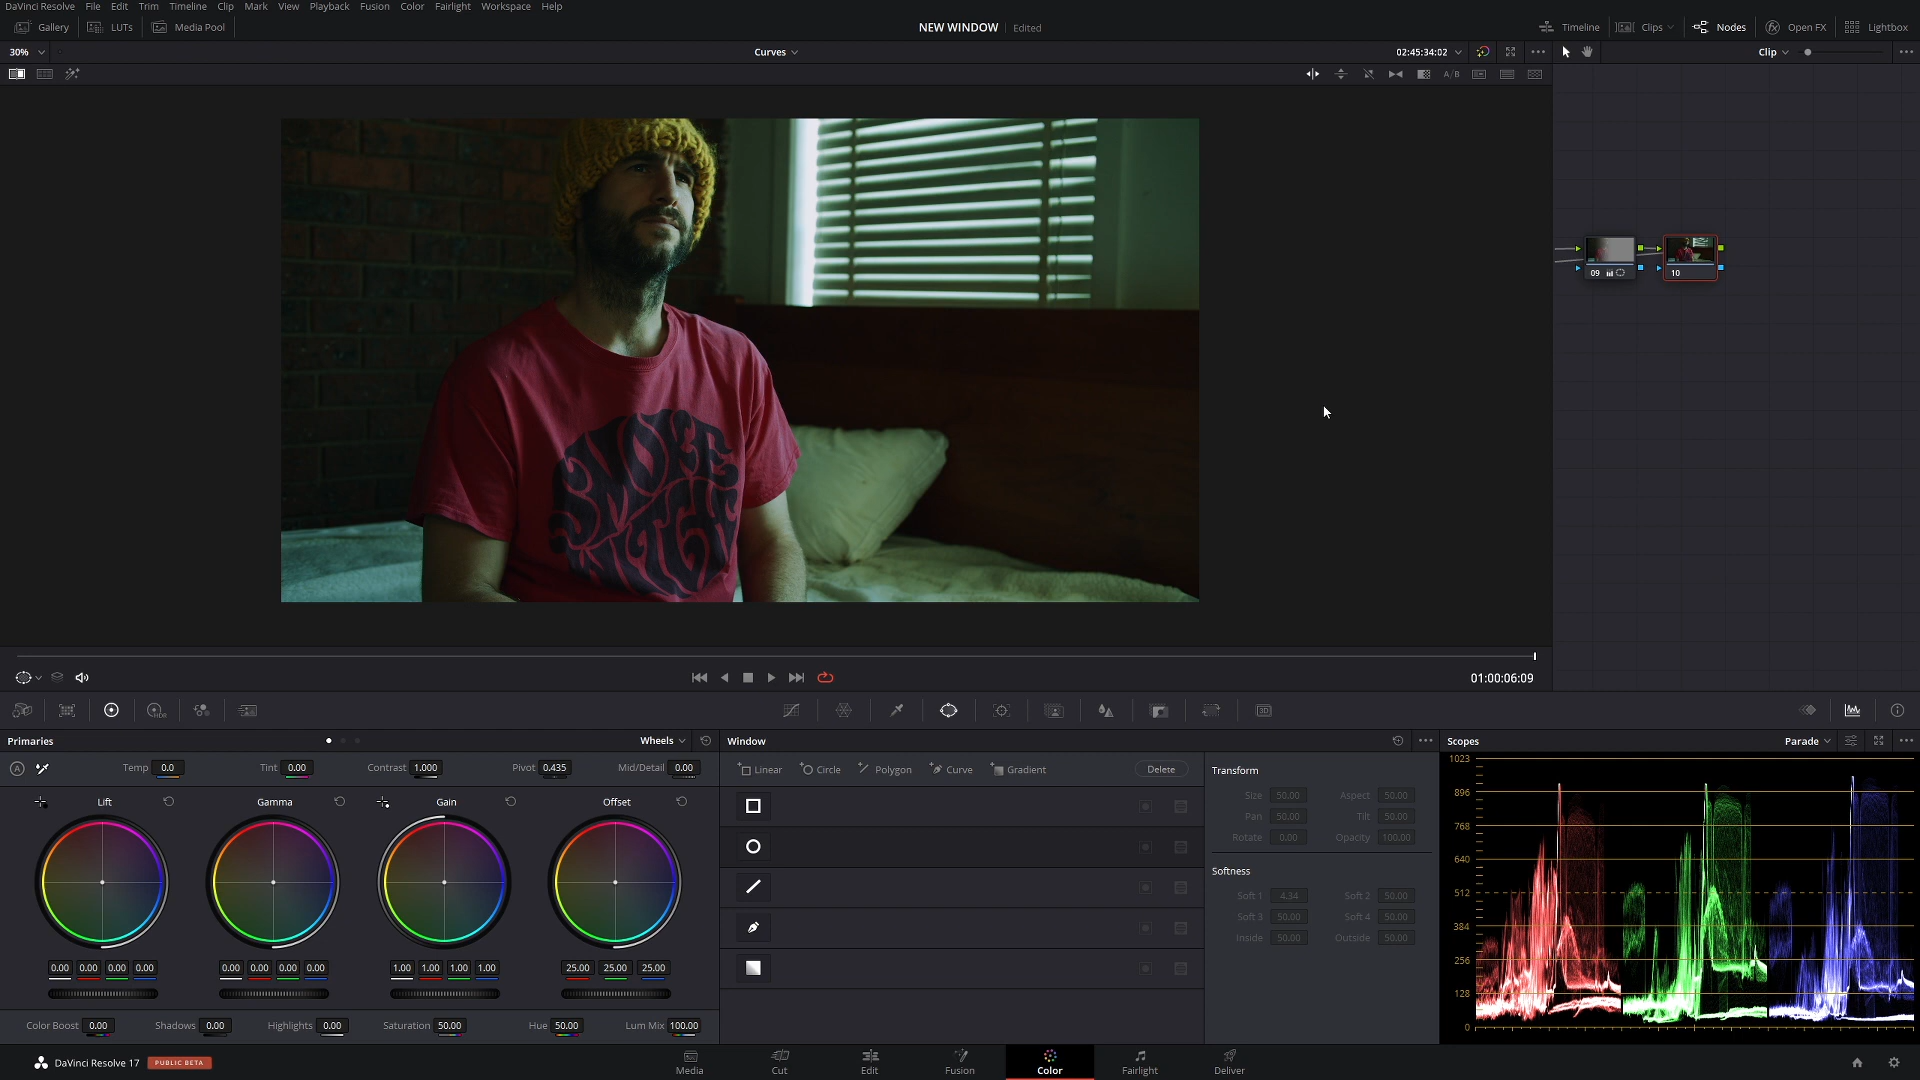 DaVinci Resolve File Edit Trim Timeline Clip Mark View Playback Fusion Color Fairlight Workspace Help
Gallery LUTs Media Pool NEW WINDOW Edited Timeline Clips Nodes Open FX Lightbox
30% Curves 02:45:34:02 Clip
A/B
09 10
01:00:06:09
HDR 3D
Primaries Wheels Window Scopes Parade
A Temp 0.0 Tint 0.00 Contrast 1.000 Pivot 0.435 Mid/Detail 0.00
Linear Circle Polygon Curve Gradient Delete
Lift Gamma Gain Offset
0.00 0.00 0.00 0.00 0.00 0.00 0.00 0.00 1.00 1.00 1.00 1.00 25.00 25.00 25.00
Color Boost 0.00 Shadows 0.00 Highlights 0.00 Saturation 50.00 Hue 50.00 Lum Mix 100.00
Transform
Size 50.00 Aspect 50.00
Pan 50.00 Tilt 50.00
Rotate 0.00 Opacity 100.00
Softness
Soft 1 4.34 Soft 2 50.00
Soft 3 50.00 Soft 4 50.00
Inside 50.00 Outside 50.00
1023
896
768
640
512
384
256
128
0
DaVinci Resolve 17 PUBLIC BETA Media Cut Edit Fusion Color Fairlight Deliver